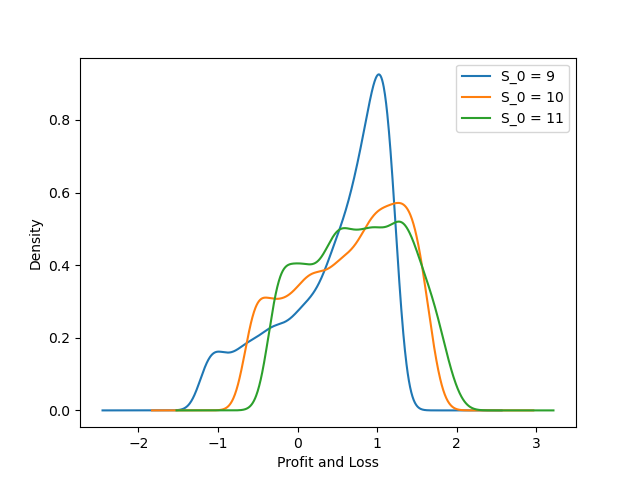 S_0 = 9
S_0 = 10
S_0 = 11
0.8
0.6
0.4
0.2
0.0
Density
−2 −1 0 1 2 3
Profit and Loss